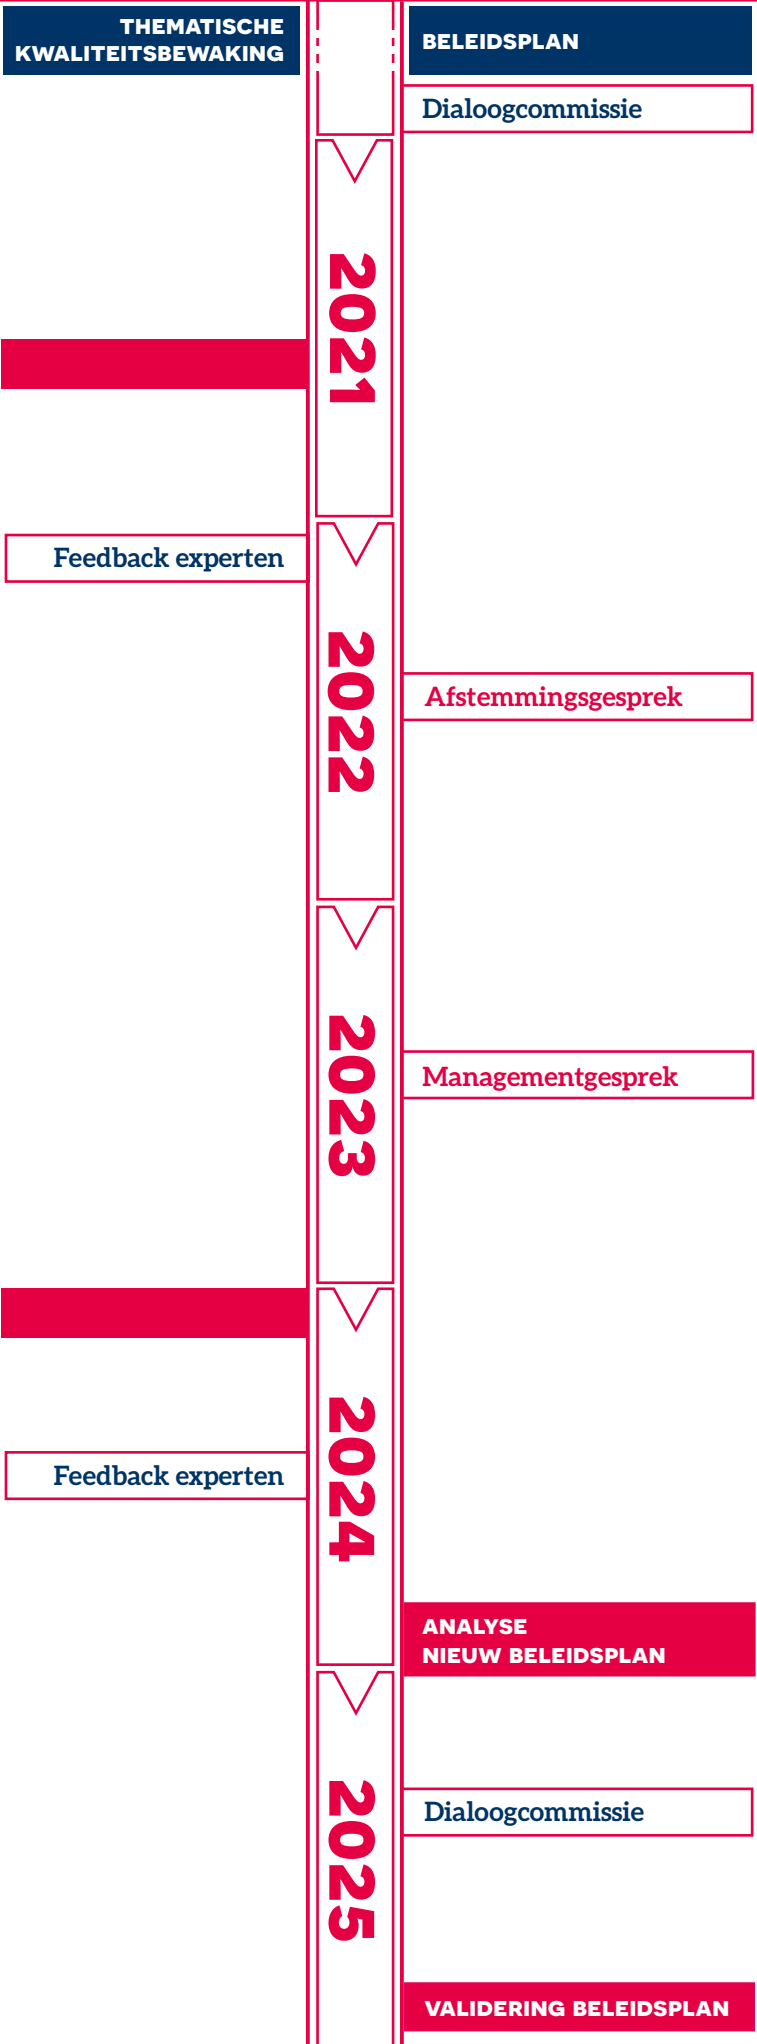 THEMATISCHE
KWALITEITSBEWAKING
BELEIDSPLAN
Dialoogcommissie
2021
Feedback experten
2022
Afstemmingsgesprek
2023
Managementgesprek
2024
Feedback experten
ANALYSE
NIEUW BELEIDSPLAN
2025
Dialoogcommissie
VALIDERING BELEIDSPLAN